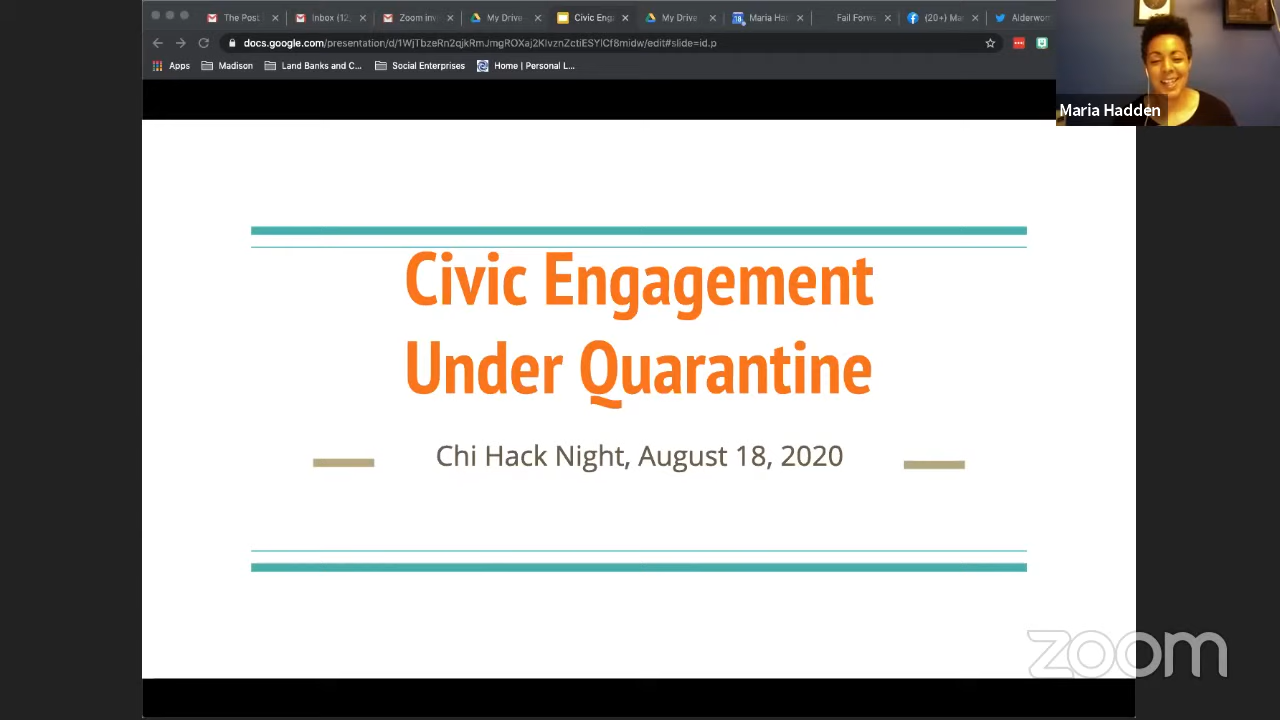 The Post
Inbox (12,
Zoom inv
My Drive
Civic Eng
My Drive
Maria Ha
Fail Forw
(20+) Ma
Alderwom
docs.google.com/presentation/d/1WjTbzeRn2qjkRmJmgROXaj2KlvznZctiESYlCf8midw/edit#slide=id.p
Apps
Madison
Land Banks and C...
Social Enterprises
Home | Personal L...
Maria Hadden
Civic Engagement
Under Quarantine
Chi Hack Night, August 18, 2020
zoom